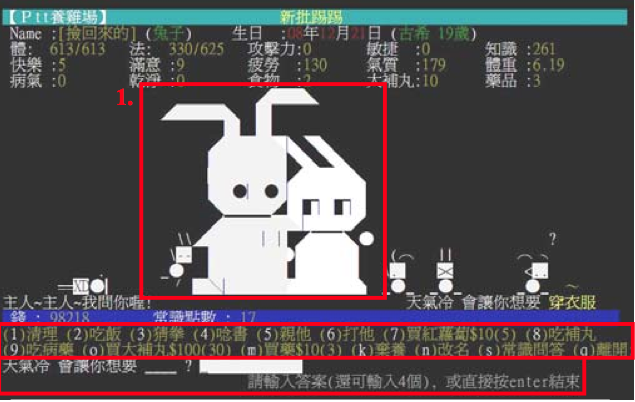 【Ptt養雞場】 新批踢踢
Name :[撿回來的] (兔子) 生日 :08年12月21日 (古希 19歲)
體: 613/613 法: 330/625 攻擊力:0 敏捷 :0 知識 :261
快樂 :5 滿意 :9 疲勞 :130 氣質 :179 體重 :6.19
病氣 :0 乾淨 :0 食物 :2 大補丸:10 藥品 :3
1.
?
XD
主人~主人~我問你喔! 天氣冷 會讓你想要 穿衣服
錢 : 98218 常識點數 : 17
(1)清理 (2)吃飯 (3)猜拳 (4)唸書 (5)親他 (6)打他 (7)買紅蘿蔔$10(5) (8)吃補丸
(9)吃病藥 (o)買大補丸$100(30) (m)買藥$10(3) (k)棄養 (n)改名 (s)常識問答 (q)離開
天氣冷 會讓你想要 ____ ?
請輸入答案(還可輸入4個), 或直接按enter結束